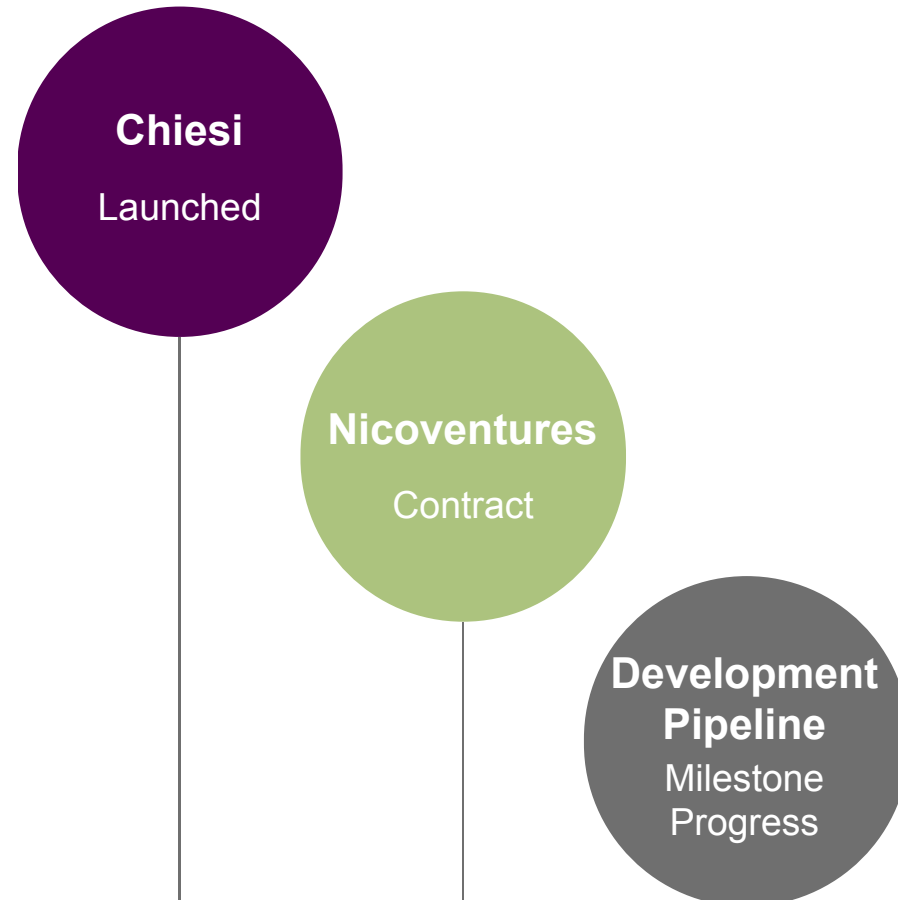 Chiesi
Launched
Nicoventures
Contract
Development
Pipeline
Milestone
Progress